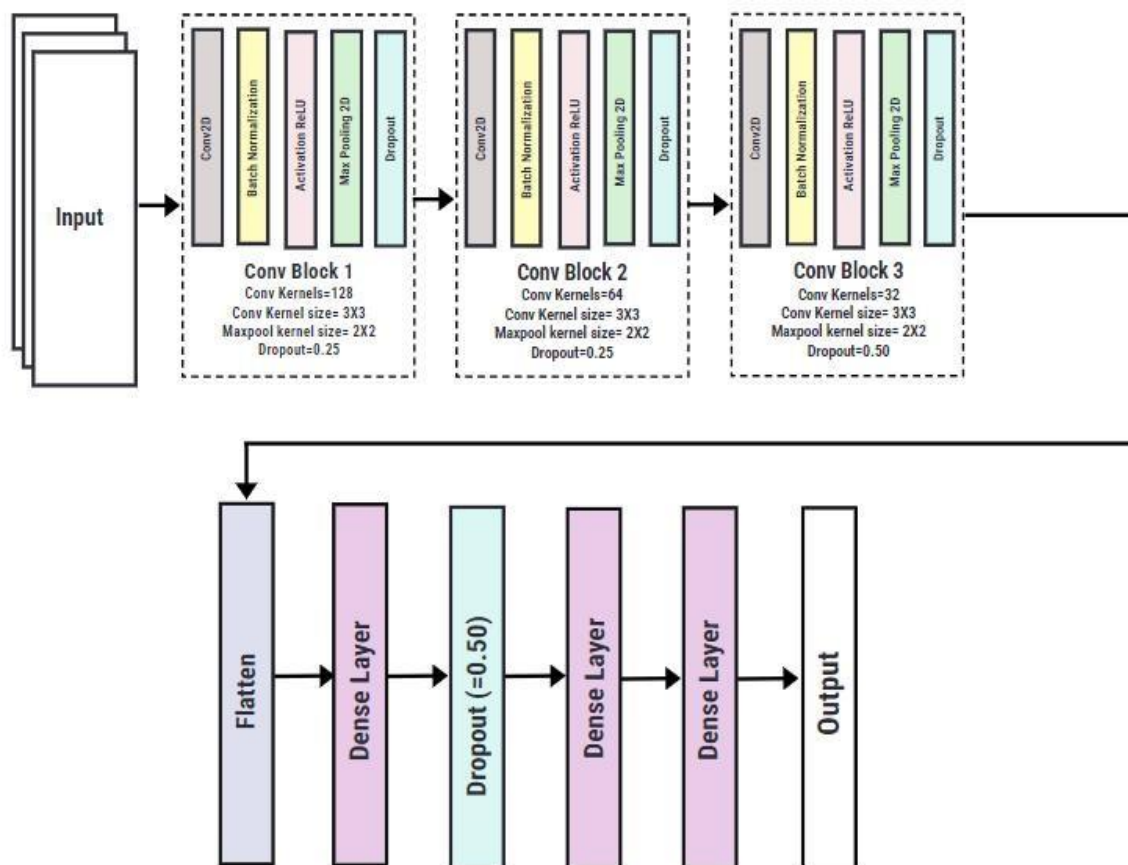 Input
Conv2D
Batch Normalization
Activation ReLU
Max Pooling 2D
Dropout
Conv Block 1
Conv Kernels=128
Conv Kernel size= 3X3
Maxpool kernel size= 2X2
Dropout=0.25
Conv2D
Batch Normalization
Activation ReLU
Max Pooling 2D
Dropout
Conv Block 2
Conv Kernels=64
Conv Kernel size= 3X3
Maxpool kernel size= 2X2
Dropout=0.25
Conv2D
Batch Normalization
Activation ReLU
Max Pooling 2D
Dropout
Conv Block 3
Conv Kernels=32
Conv Kernel size= 3X3
Maxpool kernel size= 2X2
Dropout=0.50
Flatten
Dense Layer
Dropout (=0.50)
Dense Layer
Dense Layer
Output